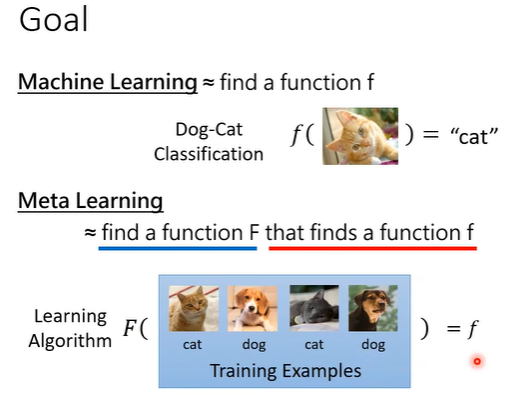 Goal
Machine Learning ≈ find a function f
Dog-Cat
Classification
f( ) = "cat"
Meta Learning
≈ find a function F that finds a function f
Learning
Algorithm
F( ) = f
cat dog cat dog
Training Examples